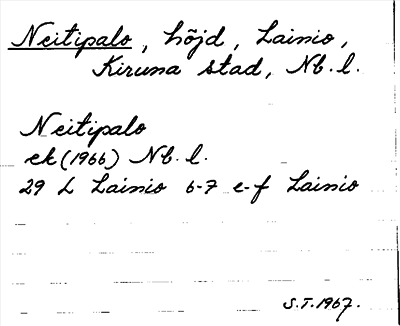 Neitipalo, höjd, Lainio,
Kiruna stad, Nb. l.
Neitipalo
ek (1966) Nb. l.
29 L Lainio 6-7 e-f Lainio
S.T. 1967.